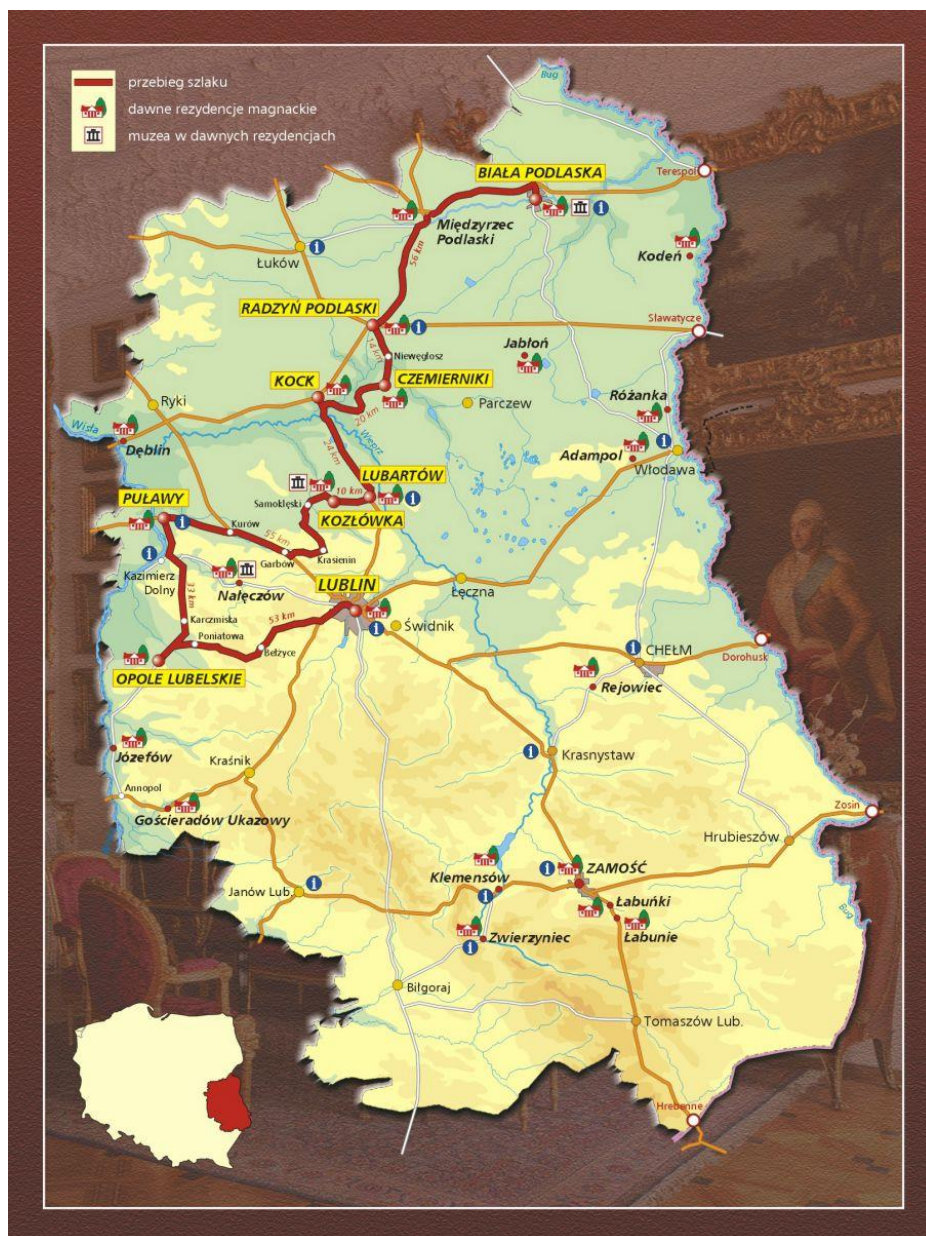 przebieg szlaku
dawne rezydencje magnackie
muzea w dawnych rezydencjach
Bug
BIAŁA PODLASKA
Terespol
Międzyrzec
Podlaski
56 km
Kodeń
Łuków
RADZYŃ PODLASKI
Sławatycze
14 km
Niewęgłosz
Jabłoń
KOCK
CZEMIERNIKI
Ryki
20 km
Parczew
Różanka
Wisła
Dęblin
Wieprz
24 km
Adampol
Włodawa
LUBARTÓW
10 km
PUŁAWY
Samoklęski
KOZŁÓWKA
Kurów
55 km
Garbów
Krasienin
Kazimierz
Dolny
Nałęczów
LUBLIN
Łęczna
33 km
Karczmiska
53 km
Świdnik
Poniatowa
Bełżyce
CHEŁM
Dorohusk
OPOLE LUBELSKIE
Rejowiec
Józefów
Kraśnik
Krasnystaw
Annopol
Gościeradów Ukazowy
Zosin
Hrubieszów
Klemensów
ZAMOŚĆ
Janów Lub.
Łabuńki
Łabunie
Bug
Zwierzyniec
Biłgoraj
Tomaszów Lub.
Hrebenne